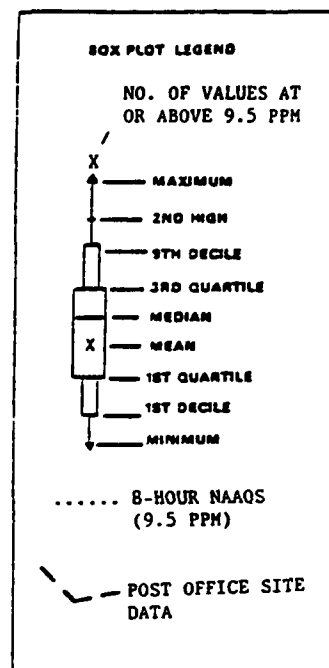 BOX PLOT LEGEND
NO. OF VALUES AT
OR ABOVE 9.5 PPM
X
MAXIMUM
2ND HIGH
9TH DECILE
3RD QUARTILE
MEDIAN
X MEAN
1ST QUARTILE
1ST DECILE
MINIMUM
...... 8-HOUR NAAQS
(9.5 PPM)
POST OFFICE SITE
DATA